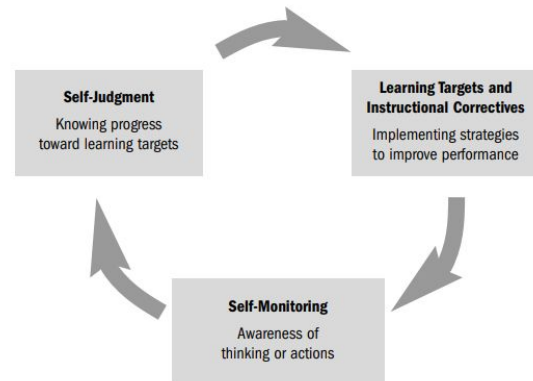 Self-Judgment
Knowing progress
toward learning targets
Learning Targets and
Instructional Correctives
Implementing strategies
to improve performance
Self-Monitoring
Awareness of
thinking or actions